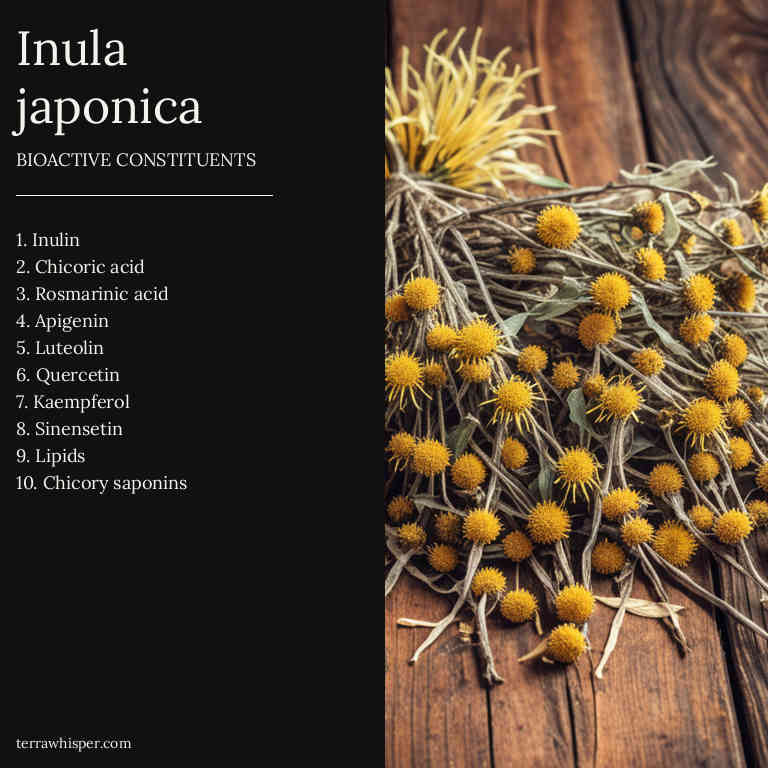 Inula
japonica
BIOACTIVE CONSTITUENTS
1. Inulin
2. Chicoric acid
3. Rosmarinic acid
4. Apigenin
5. Luteolin
6. Quercetin
7. Kaempferol
8. Sinensetin
9. Lipids
10. Chicory saponins
terrawhisper.com